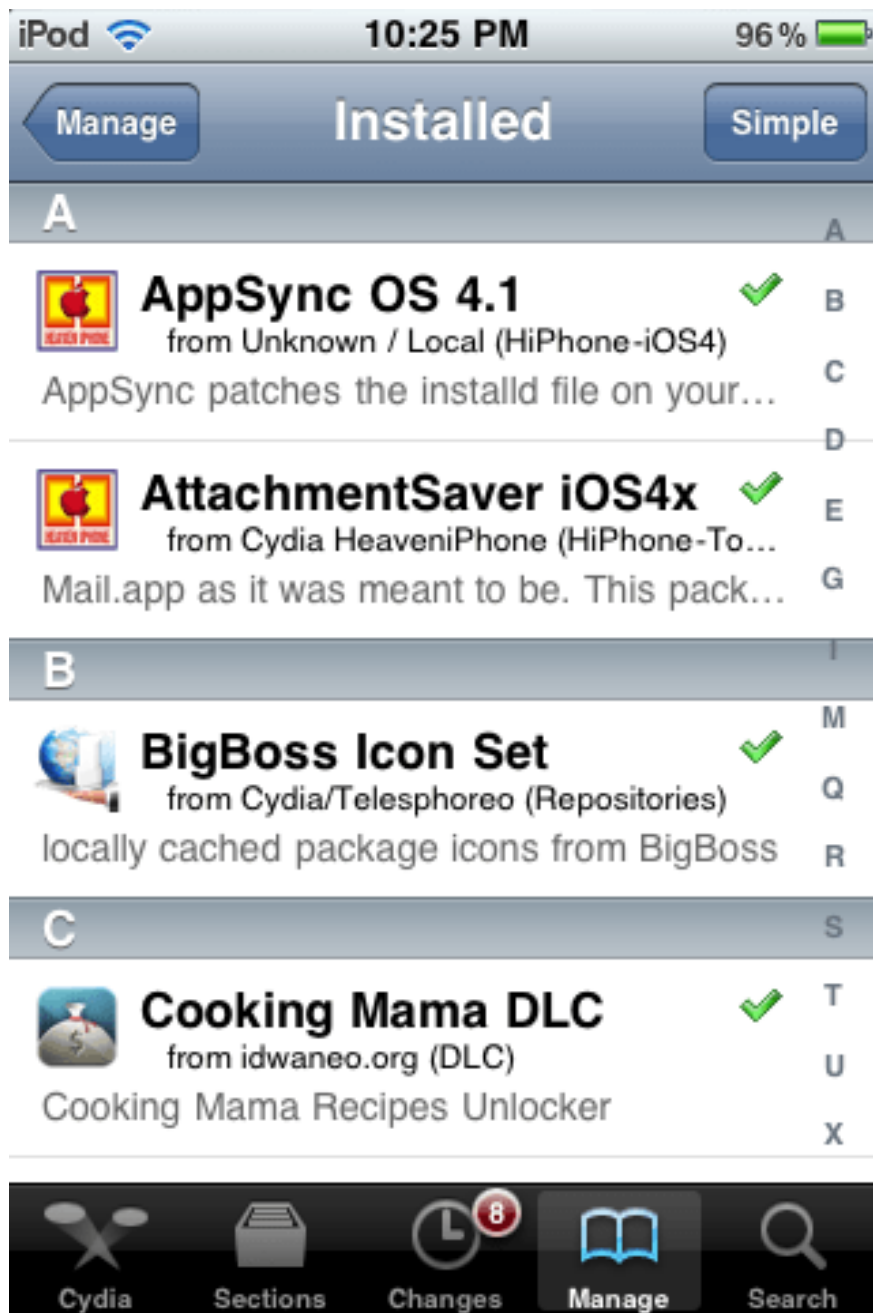 iPod 10:25 PM 96%
Manage Installed Simple
A
AppSync OS 4.1
from Unknown / Local (HiPhone-iOS4)
AppSync patches the installd file on your...
AttachmentSaver iOS4x
from Cydia HeaveniPhone (HiPhone-To...
Mail.app as it was meant to be. This pack...
B
BigBoss Icon Set
from Cydia/Telesphoreo (Repositories)
locally cached package icons from BigBoss
C
Cooking Mama DLC
from idwaneo.org (DLC)
Cooking Mama Recipes Unlocker
A
B
C
D
E
G
I
M
Q
R
S
T
U
X
8
Cydia Sections Changes Manage Search